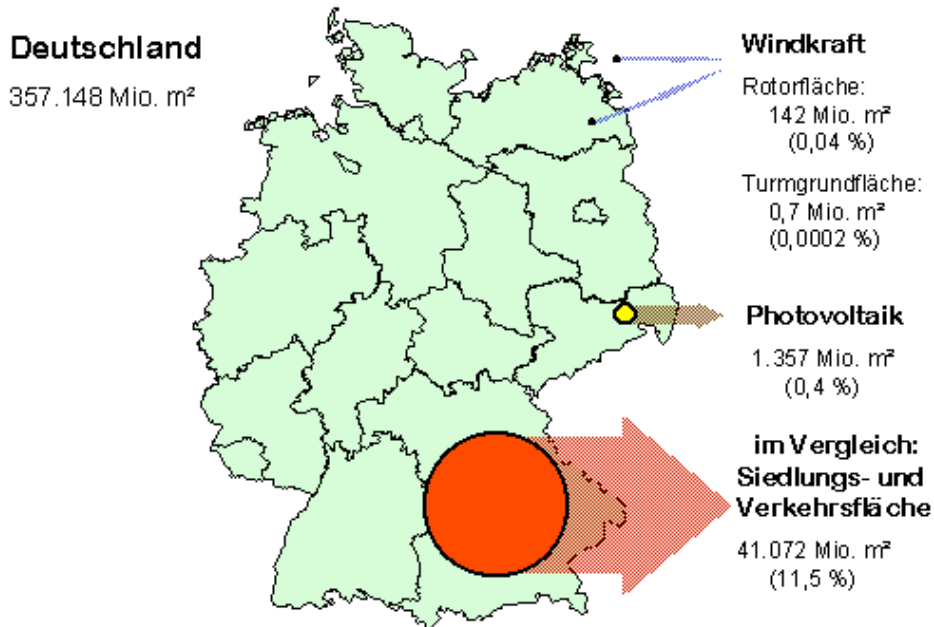 Deutschland
357.148 Mio. m²
Windkraft
Rotorfläche:
142 Mio. m²
(0,04 %)
Turmgrundfläche:
0,7 Mio. m²
(0,0002 %)
Photovoltaik
1.357 Mio. m²
(0,4 %)
im Vergleich:
Siedlungs- und
Verkehrsfläche
41.072 Mio. m²
(11,5 %)